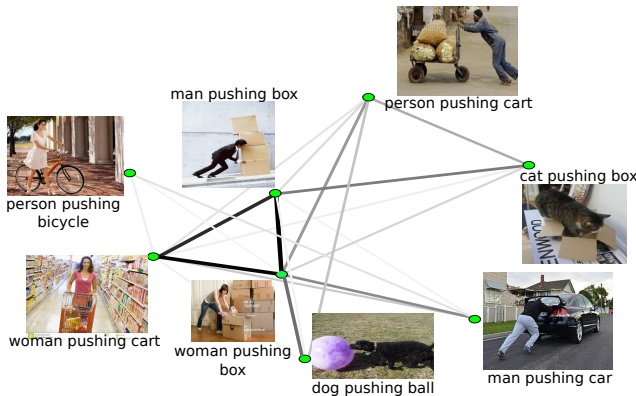 man pushing box
person pushing cart
person pushing
bicycle
cat pushing box
woman pushing cart
woman pushing
box
dog pushing ball
man pushing car